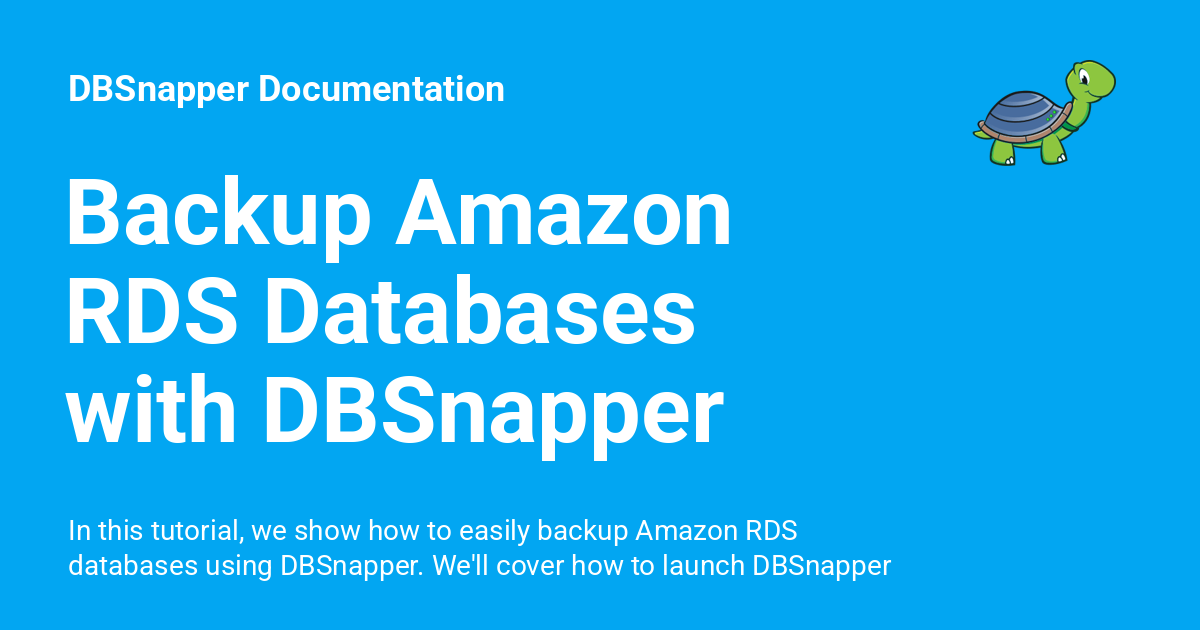 DBSnapper Documentation
Backup Amazon
RDS Databases
with DBSnapper
In this tutorial, we show how to easily backup Amazon RDS
databases using DBSnapper. We'll cover how to launch DBSnapper